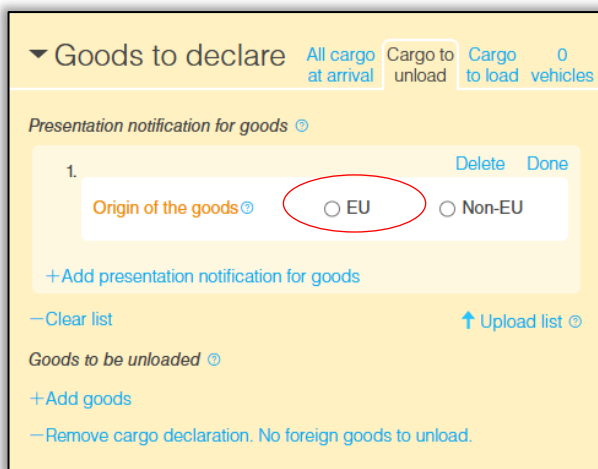 Goods to declare
All cargo at arrival
Cargo to unload
Cargo to load
0 vehicles
Presentation notification for goods ?
1.
Delete Done
Origin of the goods ? EU Non-EU
+Add presentation notification for goods
−Clear list
Upload list ?
Goods to be unloaded ?
+Add goods
−Remove cargo declaration. No foreign goods to unload.